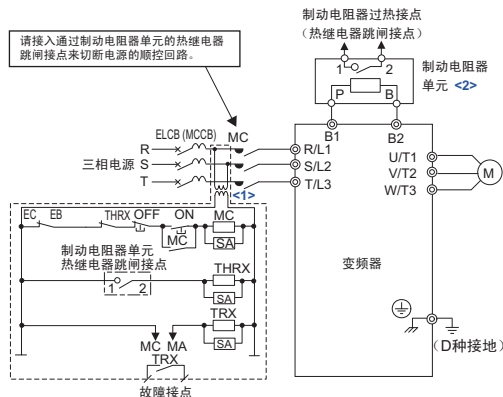 制动电阻器过热接点
（热继电器跳闸接点）
请接入通过制动电阻器单元的热继电器
跳闸接点来切断电源的顺控回路。
1 2
P B
制动电阻器
单元 <2>
B1 B2
ELCB (MCCB) MC
R R/L1
三相电源 S S/L2
T T/L3
<1>
U/T1
V/T2
W/T3
M
变频器
（D种接地）
EC EB THRX OFF ON MC
MC SA
制动电阻器单元
热继电器跳闸接点
1 2
THRX
SA
TRX
SA
MC MA
TRX
故障接点